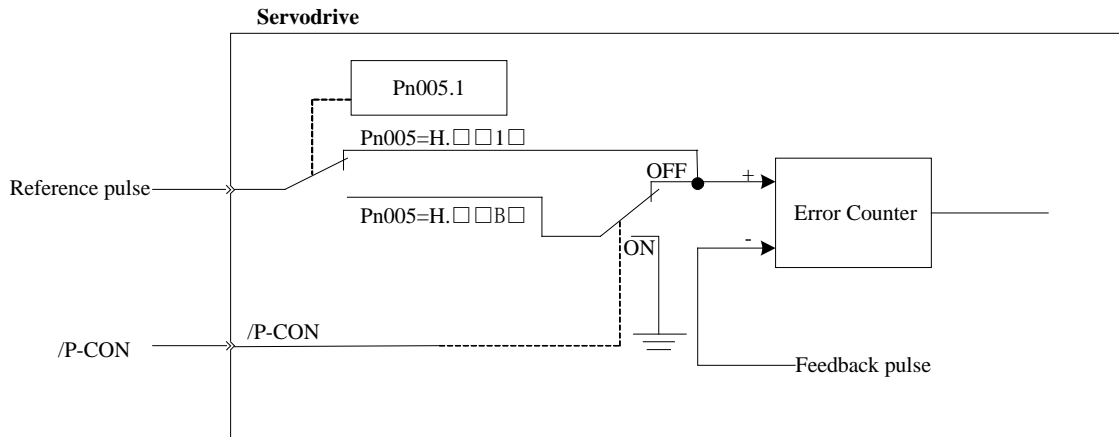 Servodrive
Pn005.1
Pn005=H.□□1□
Reference pulse
OFF
+
Error Counter
Pn005=H.□□B□
ON
-
/P-CON
/P-CON
Feedback pulse